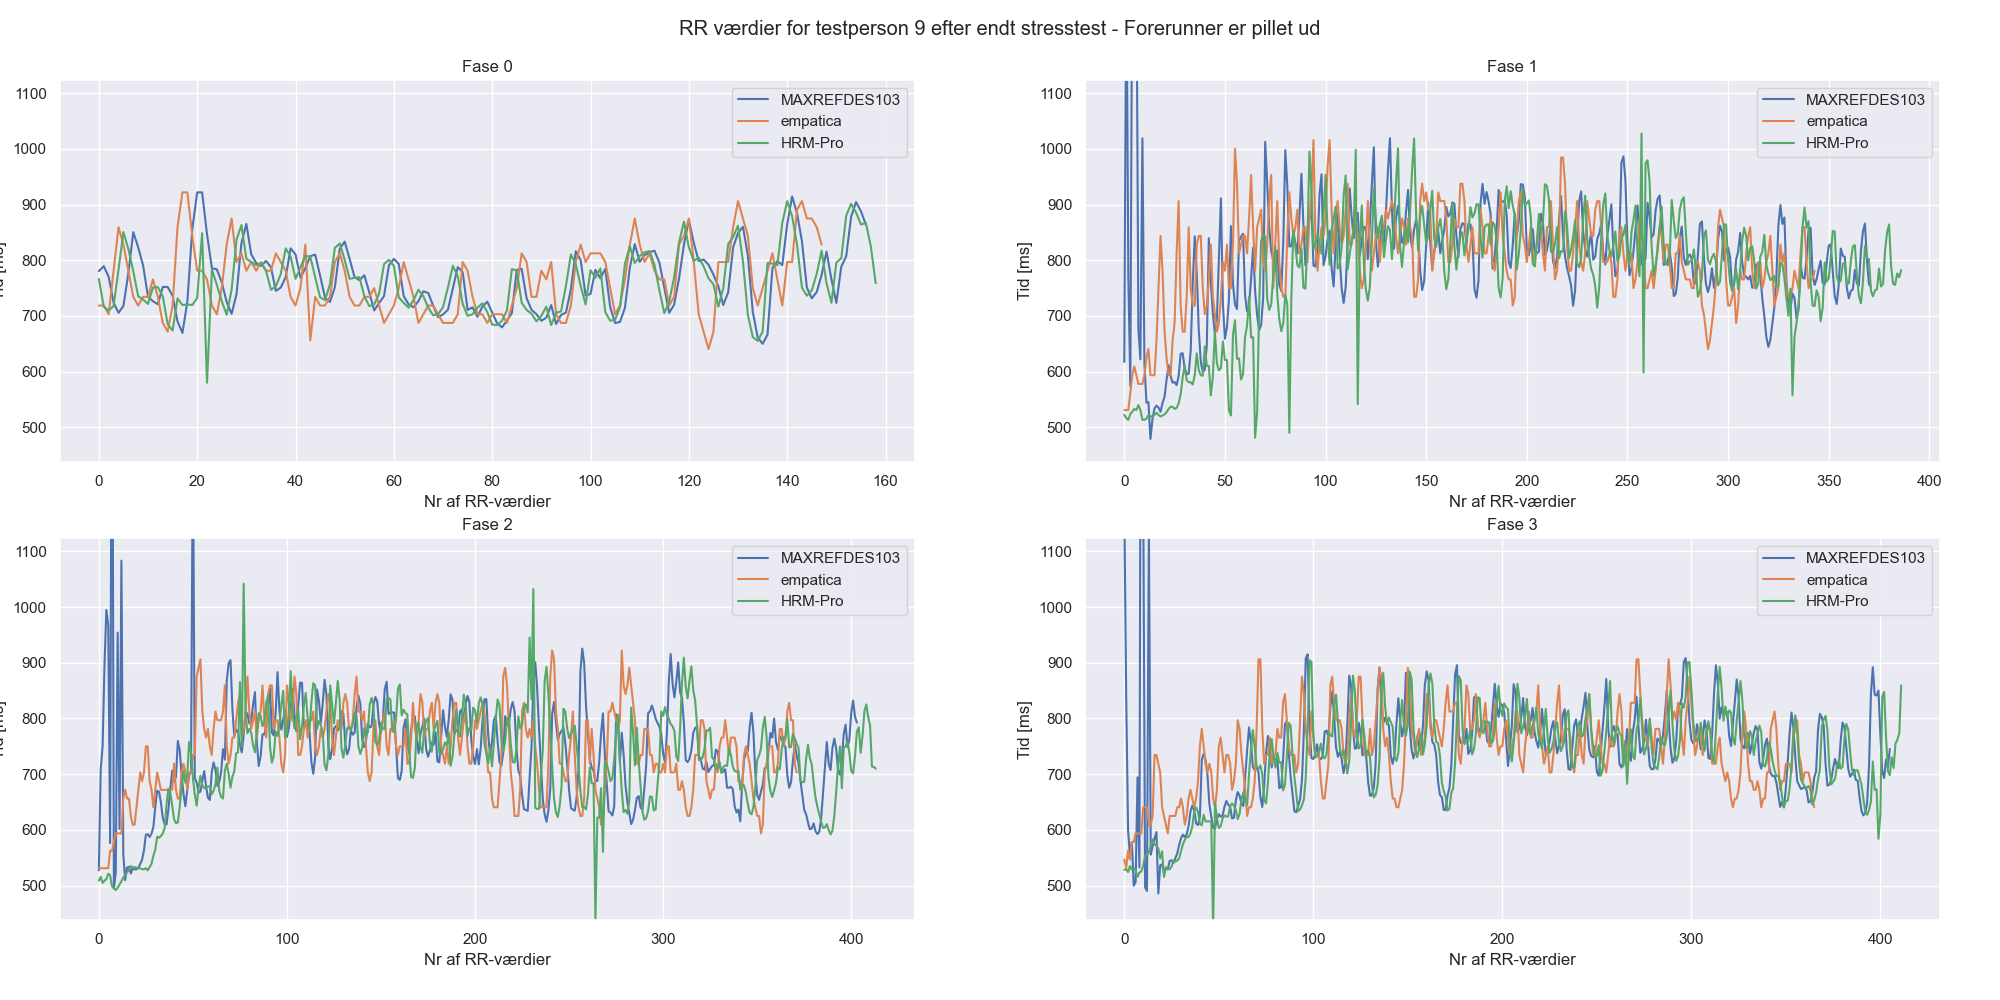 RR værdier for testperson 9 efter endt stresstest - Forerunner er pillet ud
Fase 0
1100
1000
900
800
700
600
500
MAXREFDES103
empatica
HRM-Pro
0 20 40 60 80 100 120 140 160
Nr af RR-værdier
Fase 1
Tid [ms]
1100
1000
900
800
700
600
500
MAXREFDES103
empatica
HRM-Pro
0 50 100 150 200 250 300 350 400
Nr af RR-værdier
Fase 2
1100
1000
900
800
700
600
500
MAXREFDES103
empatica
HRM-Pro
0 100 200 300 400
Nr af RR-værdier
Fase 3
Tid [ms]
1100
1000
900
800
700
600
500
MAXREFDES103
empatica
HRM-Pro
0 100 200 300 400
Nr af RR-værdier